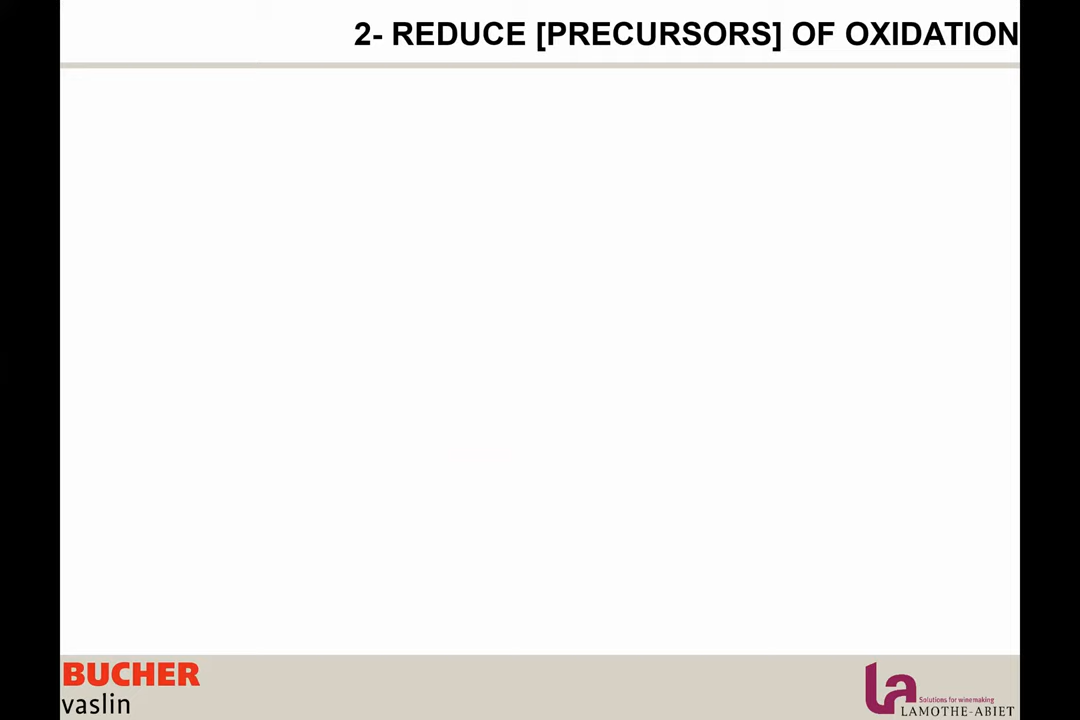 2- REDUCE [PRECURSORS] OF OXIDATION
BUCHER
vaslin
la
Solutions for winemaking
LAMOTHE-ABIET